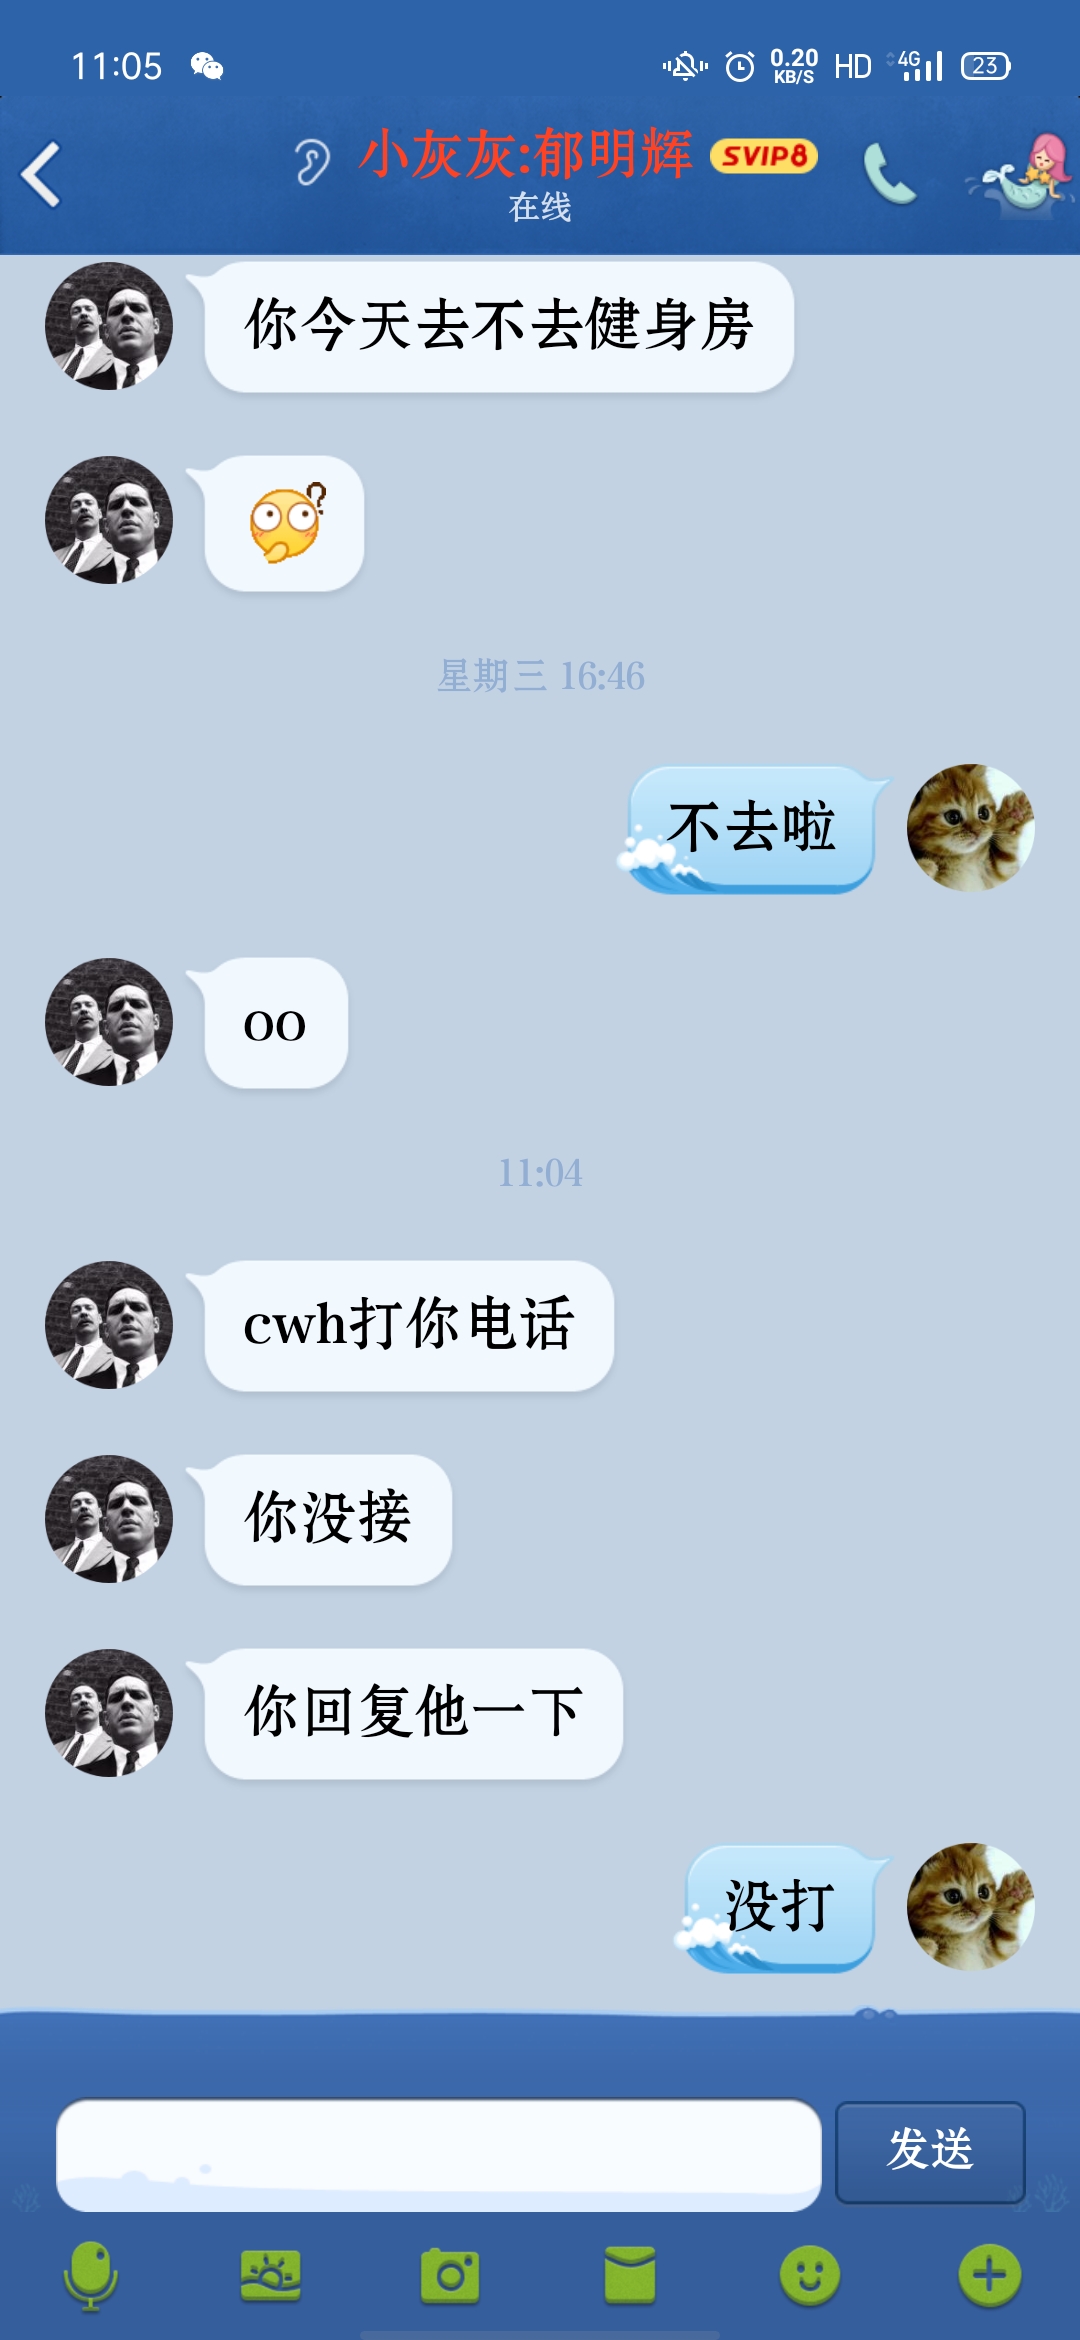 11:05
0.20
KB/S
HD
4G
23
小灰灰:郁明辉
SVIP8
在线
你今天去不去健身房
星期三 16:46
不去啦
oo
11:04
cwh打你电话
你没接
你回复他一下
没打
发送